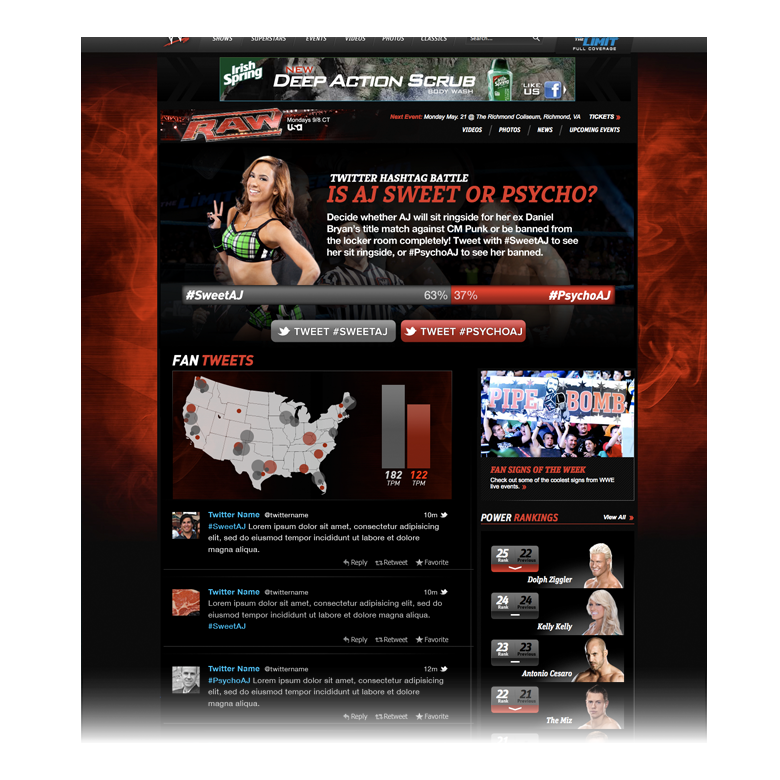 SHOWS SUPERSTARS EVENTS VIDEOS PHOTOS CLASSICS Search...
THE LIMIT
FULL COVERAGE
Irish Spring
NEW
DEEP ACTION SCRUB
BODY WASH
LIKE US
f
RAW
Mondays 9/8 CT
USA
Next Event: Monday May. 21 @ The Richmond Coliseum, Richmond, VA TICKETS »
VIDEOS / PHOTOS / NEWS / UPCOMING EVENTS
TWITTER HASHTAG BATTLE
IS AJ SWEET OR PSYCHO?
Decide whether AJ will sit ringside for her ex Daniel
Bryan's title match against CM Punk or be banned from
the locker room completely! Tweet with #SweetAJ to see
her sit ringside, or #PsychoAJ to see her banned.
#SweetAJ 63% 37% #PsychoAJ
TWEET #SWEETAJ TWEET #PSYCHOAJ
FAN TWEETS
182 122
TPM TPM
PIPE BOMB
FAN SIGNS OF THE WEEK
Check out some of the coolest signs from WWE
live events. »
Twitter Name @twittername 10m
#SweetAJ Lorem ipsum dolor sit amet, consectetur adipisicing
elit, sed do eiusmod tempor incididunt ut labore et dolore
magna aliqua.
Reply Retweet Favorite
Twitter Name @twittername 10m
Lorem ipsum dolor sit amet, consectetur adipisicing elit, sed do
eiusmod tempor incididunt ut labore et dolore magna aliqua.
#SweetAJ
Reply Retweet Favorite
Twitter Name @twittername 12m
#PsychoAJ Lorem ipsum dolor sit amet, consectetur adipisicing
elit, sed do eiusmod tempor incididunt ut labore et dolore
magna aliqua.
Reply Retweet Favorite
POWER RANKINGS View All »
25 22
Rank Previous
Dolph Ziggler
24 24
Rank Previous
Kelly Kelly
23 23
Rank Previous
Antonio Cesaro
22 21
Rank Previous
The Miz